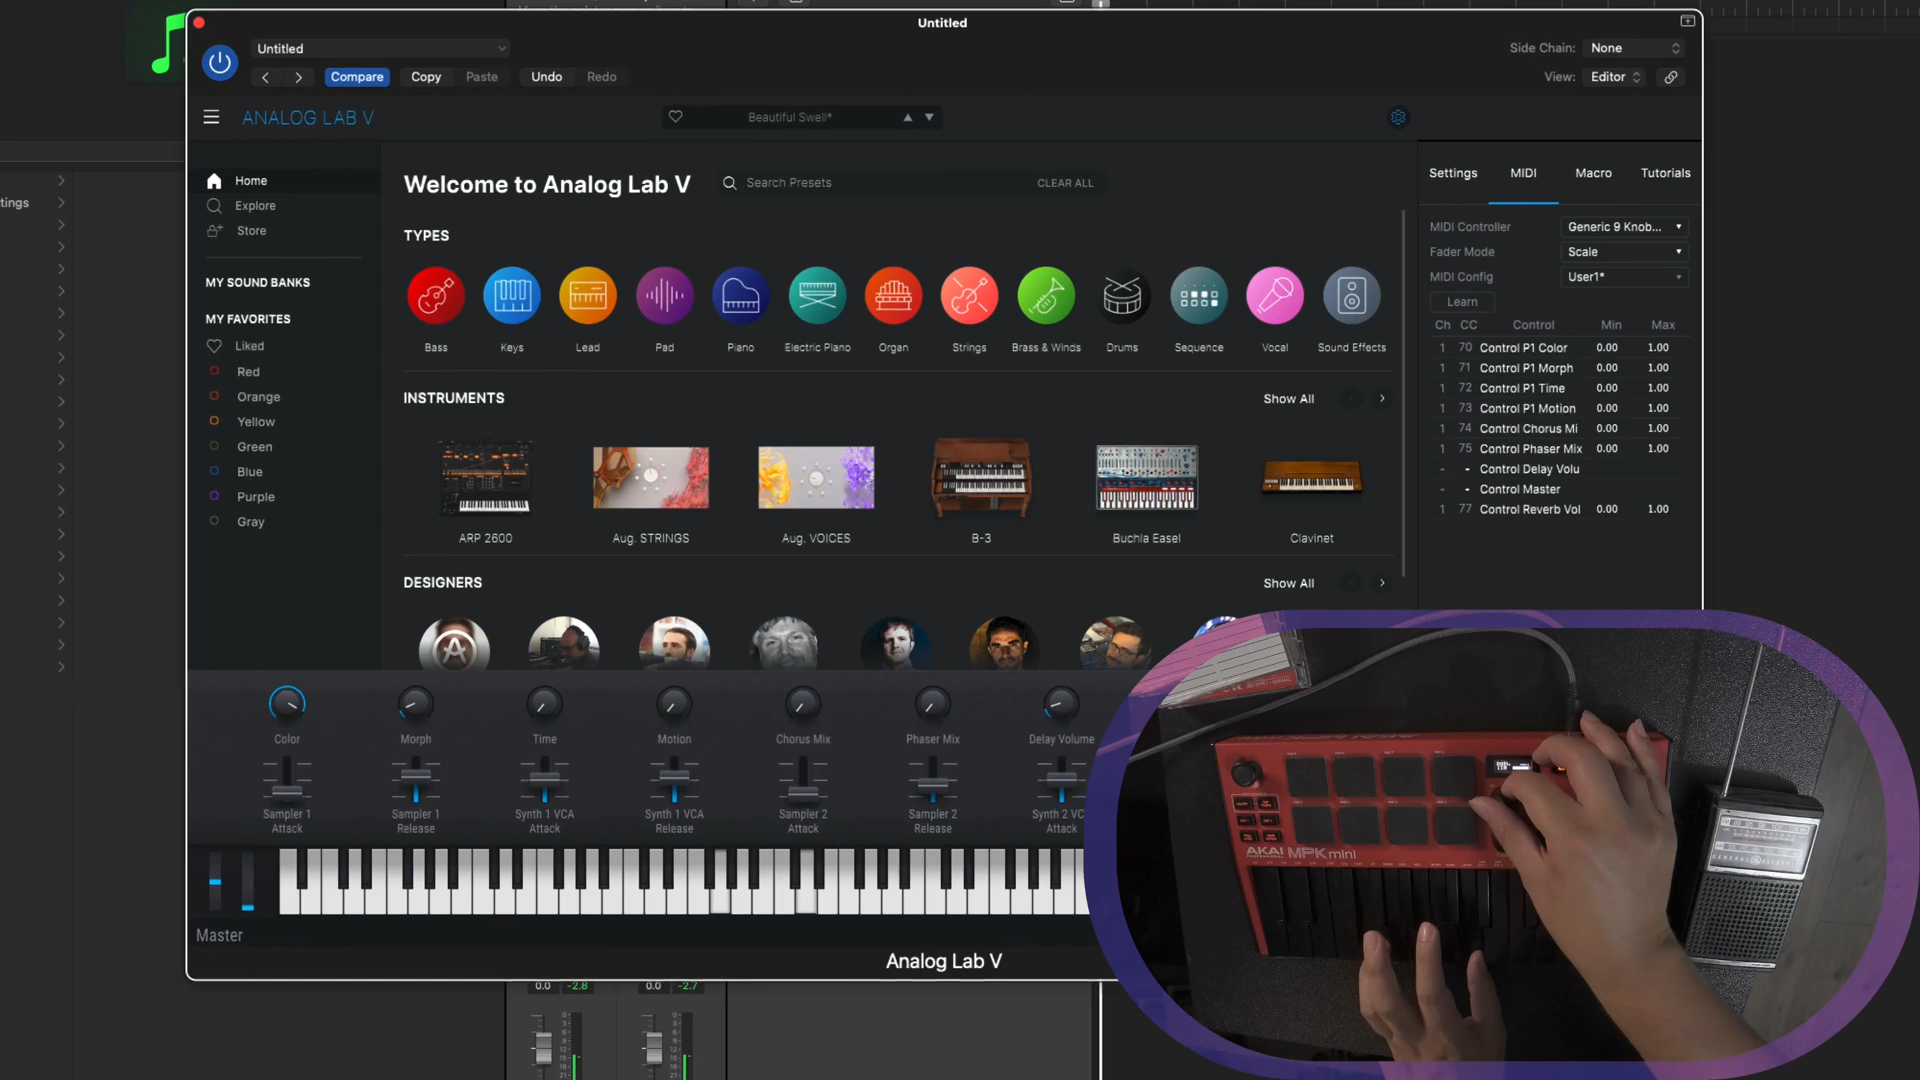 Untitled
Untitled
Side Chain: None
Compare Copy Paste Undo Redo
View: Editor
ANALOG LAB V
Beautiful Swell*
tings
Home
Explore
Store
MY SOUND BANKS
MY FAVORITES
Liked
Red
Orange
Yellow
Green
Blue
Purple
Gray
Welcome to Analog Lab V
Search Presets
CLEAR ALL
TYPES
Bass Keys Lead Pad Piano Electric Piano Organ Strings Brass & Winds Drums Sequence Vocal Sound Effects
INSTRUMENTS
Show All
ARP 2600 Aug. STRINGS Aug. VOICES B-3 Buchla Easel Clavinet
DESIGNERS
Show All
Settings MIDI Macro Tutorials
MIDI Controller Generic 9 Knob...
Fader Mode Scale
MIDI Config User1*
Learn
Ch CC Control Min Max
1 70 Control P1 Color 0.00 1.00
1 71 Control P1 Morph 0.00 1.00
1 72 Control P1 Time 0.00 1.00
1 73 Control P1 Motion 0.00 1.00
1 74 Control Chorus Mi 0.00 1.00
1 75 Control Phaser Mix 0.00 1.00
- - Control Delay Volu
- - Control Master
1 77 Control Reverb Vol 0.00 1.00
Color Morph Time Motion Chorus Mix Phaser Mix Delay Volume
Sampler 1 Attack
Sampler 1 Release
Synth 1 VCA Attack
Synth 1 VCA Release
Sampler 2 Attack
Sampler 2 Release
Synth 2 VCA Attack
Master
Analog Lab V
0.0 -2.8 0.0 -2.7
AKAI MPK mini
PROFESSIONAL